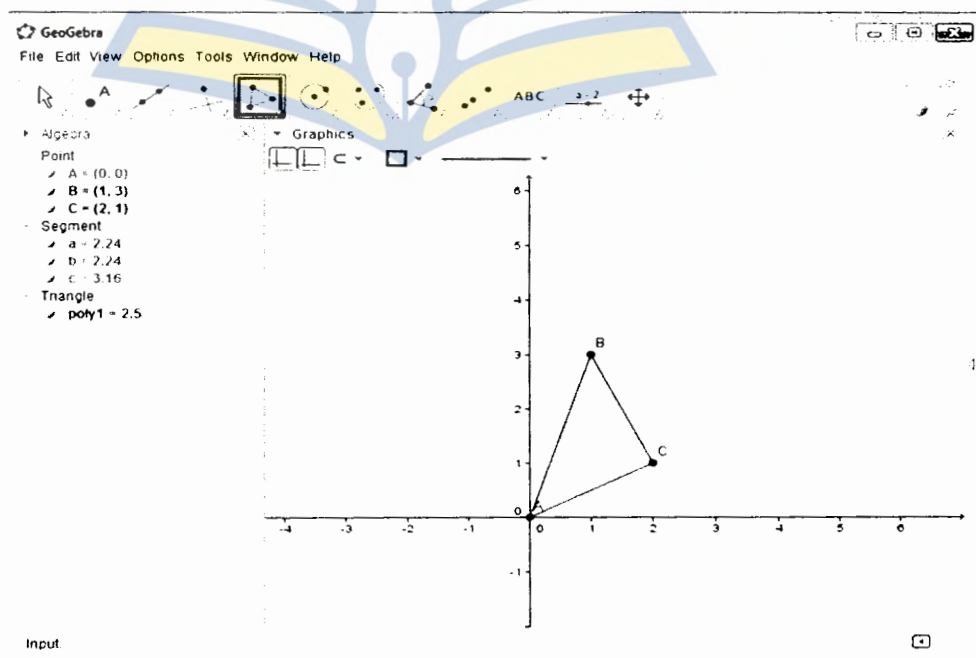 GeoGebra
File Edit View Options Tools Window Help
A
ABC
a = 2
Algebra
Graphics
Point
A = (0, 0)
B = (1, 3)
C = (2, 1)
Segment
a = 2.24
b = 2.24
c = 3.16
Triangle
poly1 = 2.5
6
5
4
3
B
2
C
1
A
0
-4 -3 -2 -1 0 1 2 3 4 5 6
-1
Input